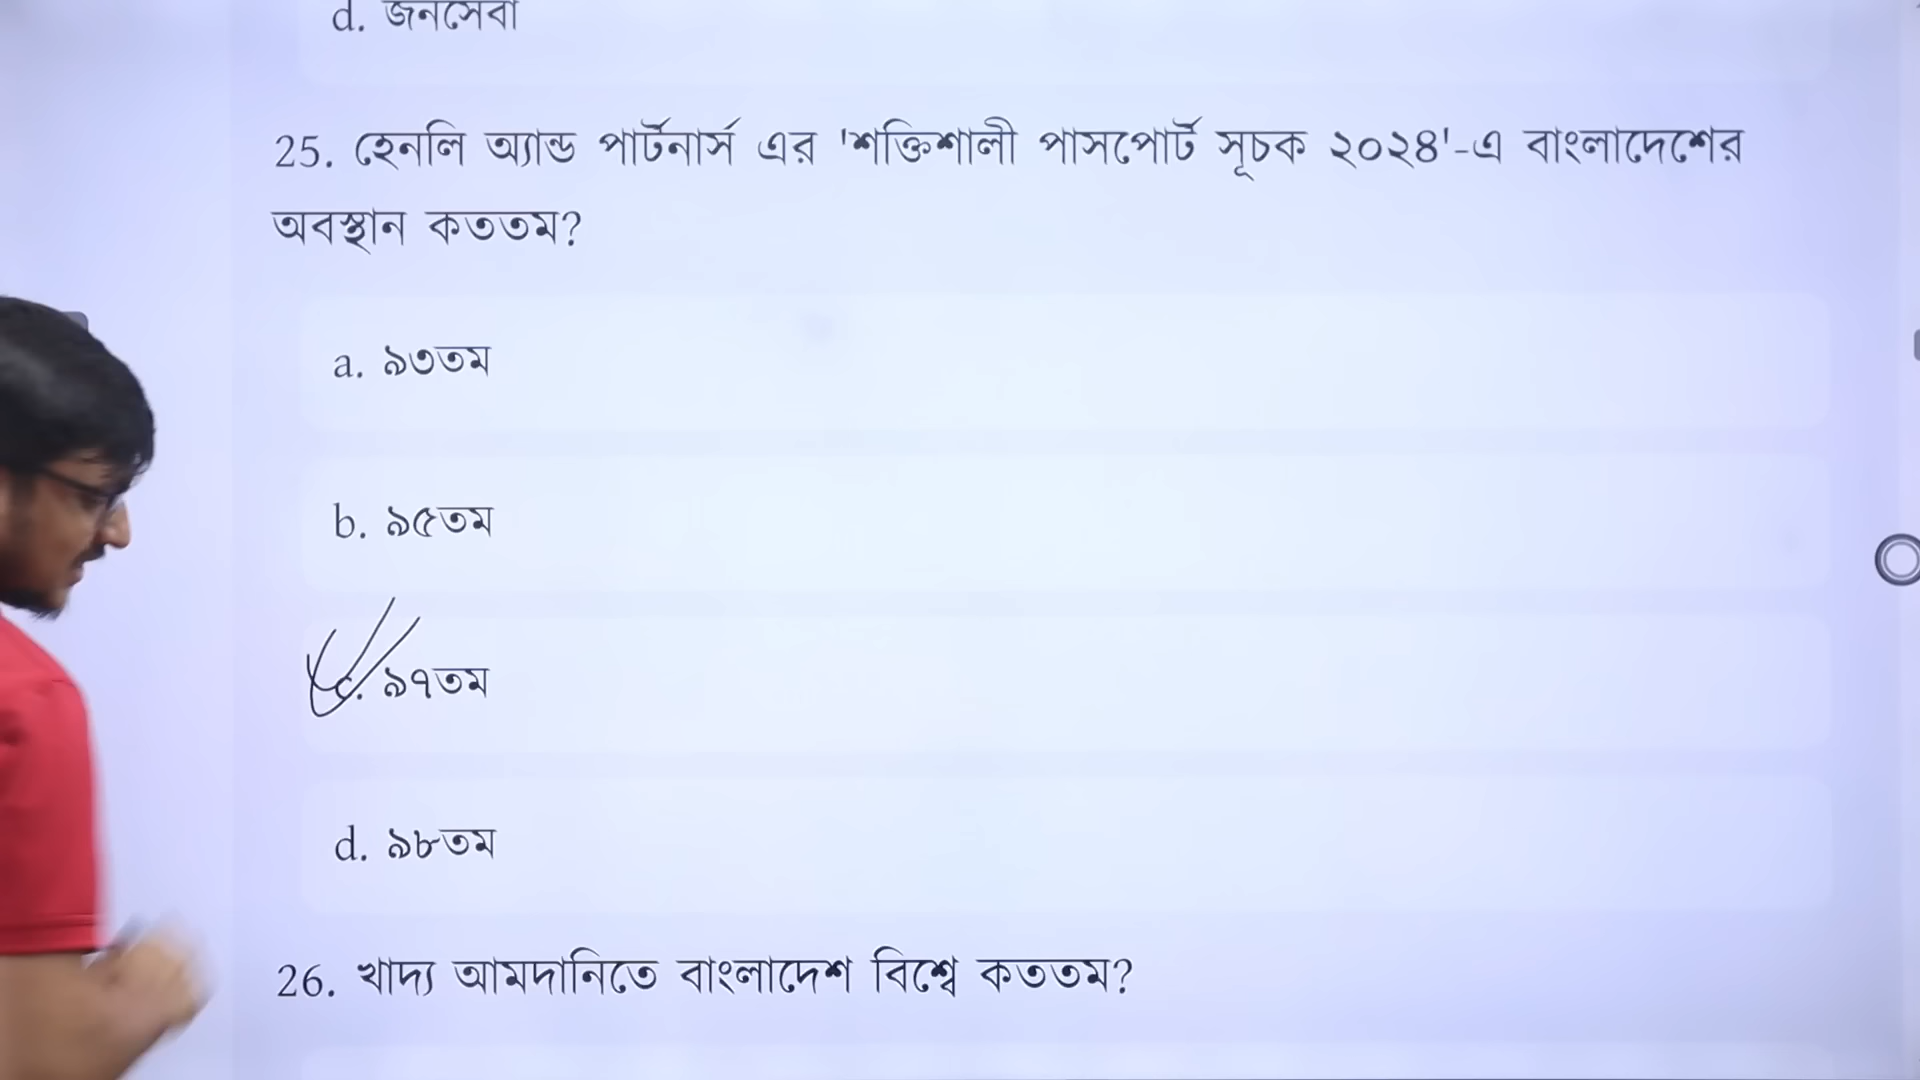 d. জনসেবা
25. হেনলি অ্যান্ড পার্টনার্স এর 'শক্তিশালী পাসপোর্ট সূচক ২০২৪'-এ বাংলাদেশের
অবস্থান কততম?
a. ৯৩তম
b. ৯৫তম
c. ৯৭তম
d. ৯৮তম
26. খাদ্য আমদানিতে বাংলাদেশ বিশ্বে কততম?